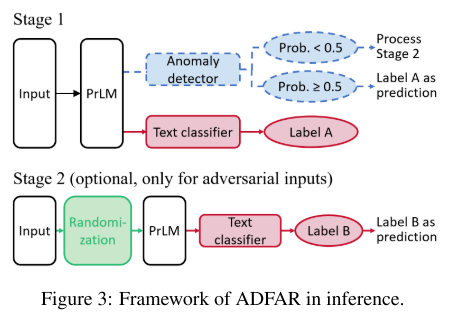 Stage 1
Input
PrLM
Anomaly
detector
Prob. < 0.5
Process
Stage 2
Prob. ≥ 0.5
Label A as
prediction
Text classifier
Label A
Stage 2 (optional, only for adversarial inputs)
Input
Randomi-
zation
PrLM
Text
classifier
Label B
Label B as
prediction
Figure 3: Framework of ADFAR in inference.